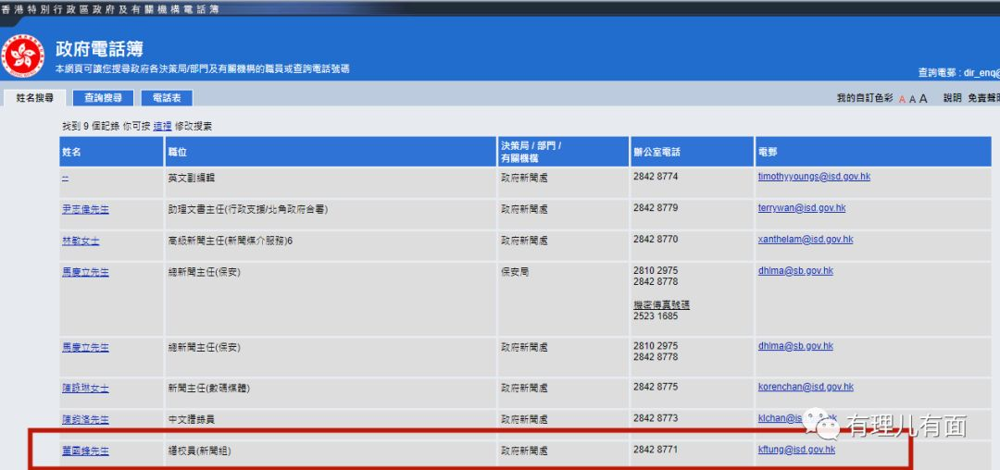 香港特別行政區政府及有關機構電話簿
政府電話簿
本網頁可讓您搜尋政府各決策局/部門及有關機構的職員或查詢電話號碼
查詢電郵 : dir_enq@
姓名搜尋 查詢搜尋 電話表
我的自訂色彩 A A A 說明 免責聲明
找到 9 個記錄 你可按 這裡 修改搜索
姓名 職位 決策局 / 部門 / 辦公室電話 電郵
有關機構
-- 英文副編輯 政府新聞處 2842 8774 timothyyoungs@isd.gov.hk
尹志偉先生 助理文書主任(行政支援/北角政府合署) 政府新聞處 2842 8779 terrywan@isd.gov.hk
林敏女士 高級新聞主任(新聞媒介服務)6 政府新聞處 2842 8770 xanthelam@isd.gov.hk
馬慶立先生 總新聞主任(保安) 保安局 2810 2975 dhlma@sb.gov.hk
2842 8778
機密傳真號碼
2523 1685
馬慶立先生 總新聞主任(保安) 政府新聞處 2810 2975 dhlma@sb.gov.hk
2842 8778
陳詠琳女士 新聞主任(數碼媒體) 政府新聞處 2842 8775 korenchan@isd.gov.hk
陳鈞洛先生 中文謄錄員 政府新聞處 2842 8773 klchan@is hk
有理儿有面
董國鋒先生 繕校員(新聞組) 政府新聞處 2842 8771 kftung@isd.gov.hk